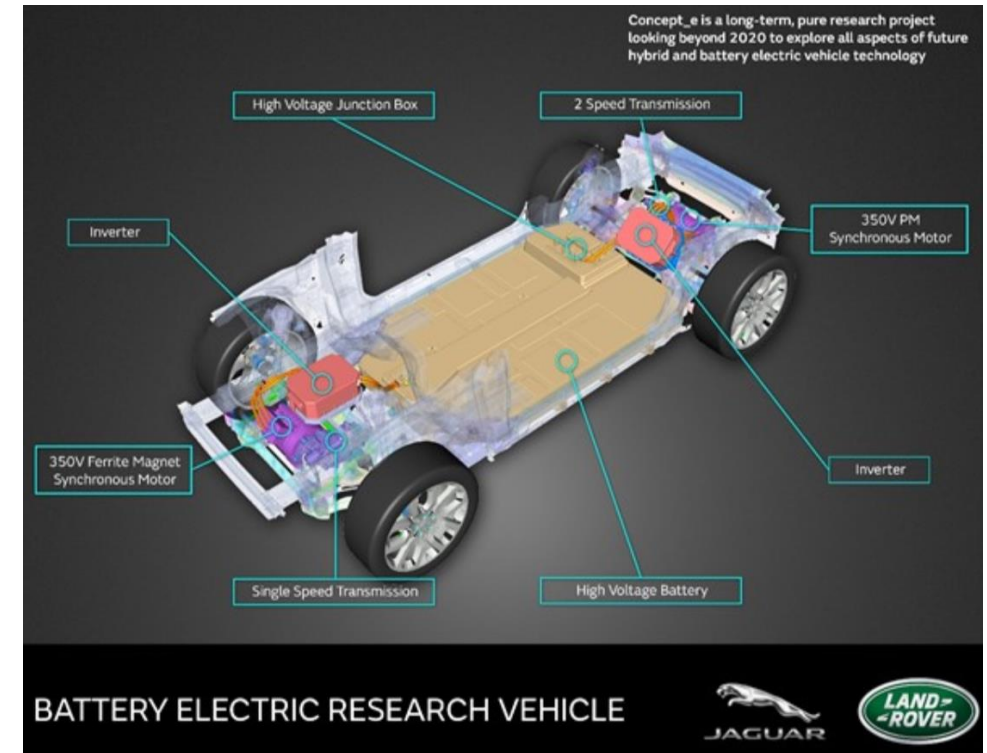 Concept_e is a long-term, pure research project
looking beyond 2020 to explore all aspects of future
hybrid and battery electric vehicle technology
High Voltage Junction Box
2 Speed Transmission
Inverter
350V PM
Synchronous Motor
350V Ferrite Magnet
Synchronous Motor
Inverter
Single Speed Transmission
High Voltage Battery
BATTERY ELECTRIC RESEARCH VEHICLE
JAGUAR
LAND-
-ROVER